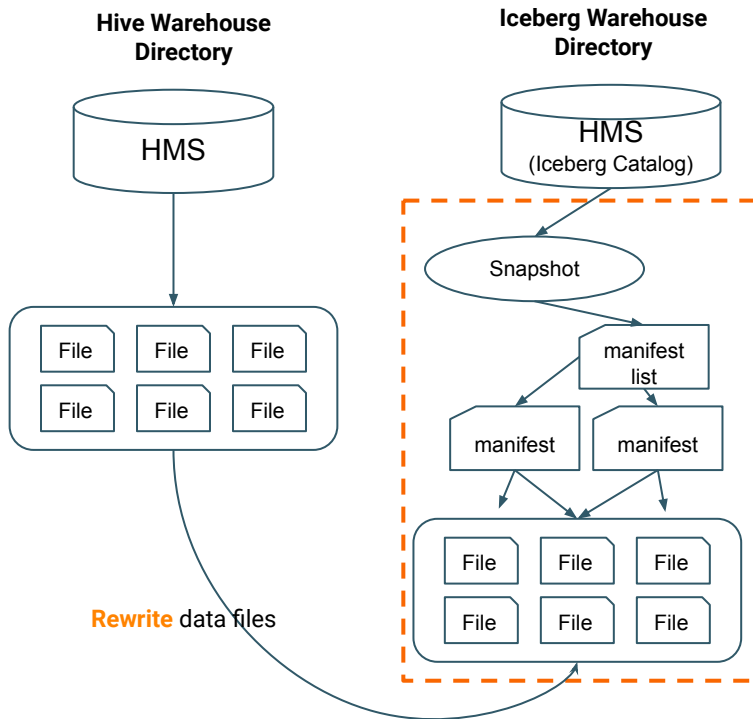 Hive Warehouse
Directory
HMS
File
File
File
File
File
File
Rewrite data files
Iceberg Warehouse
Directory
HMS
(Iceberg Catalog)
Snapshot
manifest
list
manifest
manifest
File
File
File
File
File
File